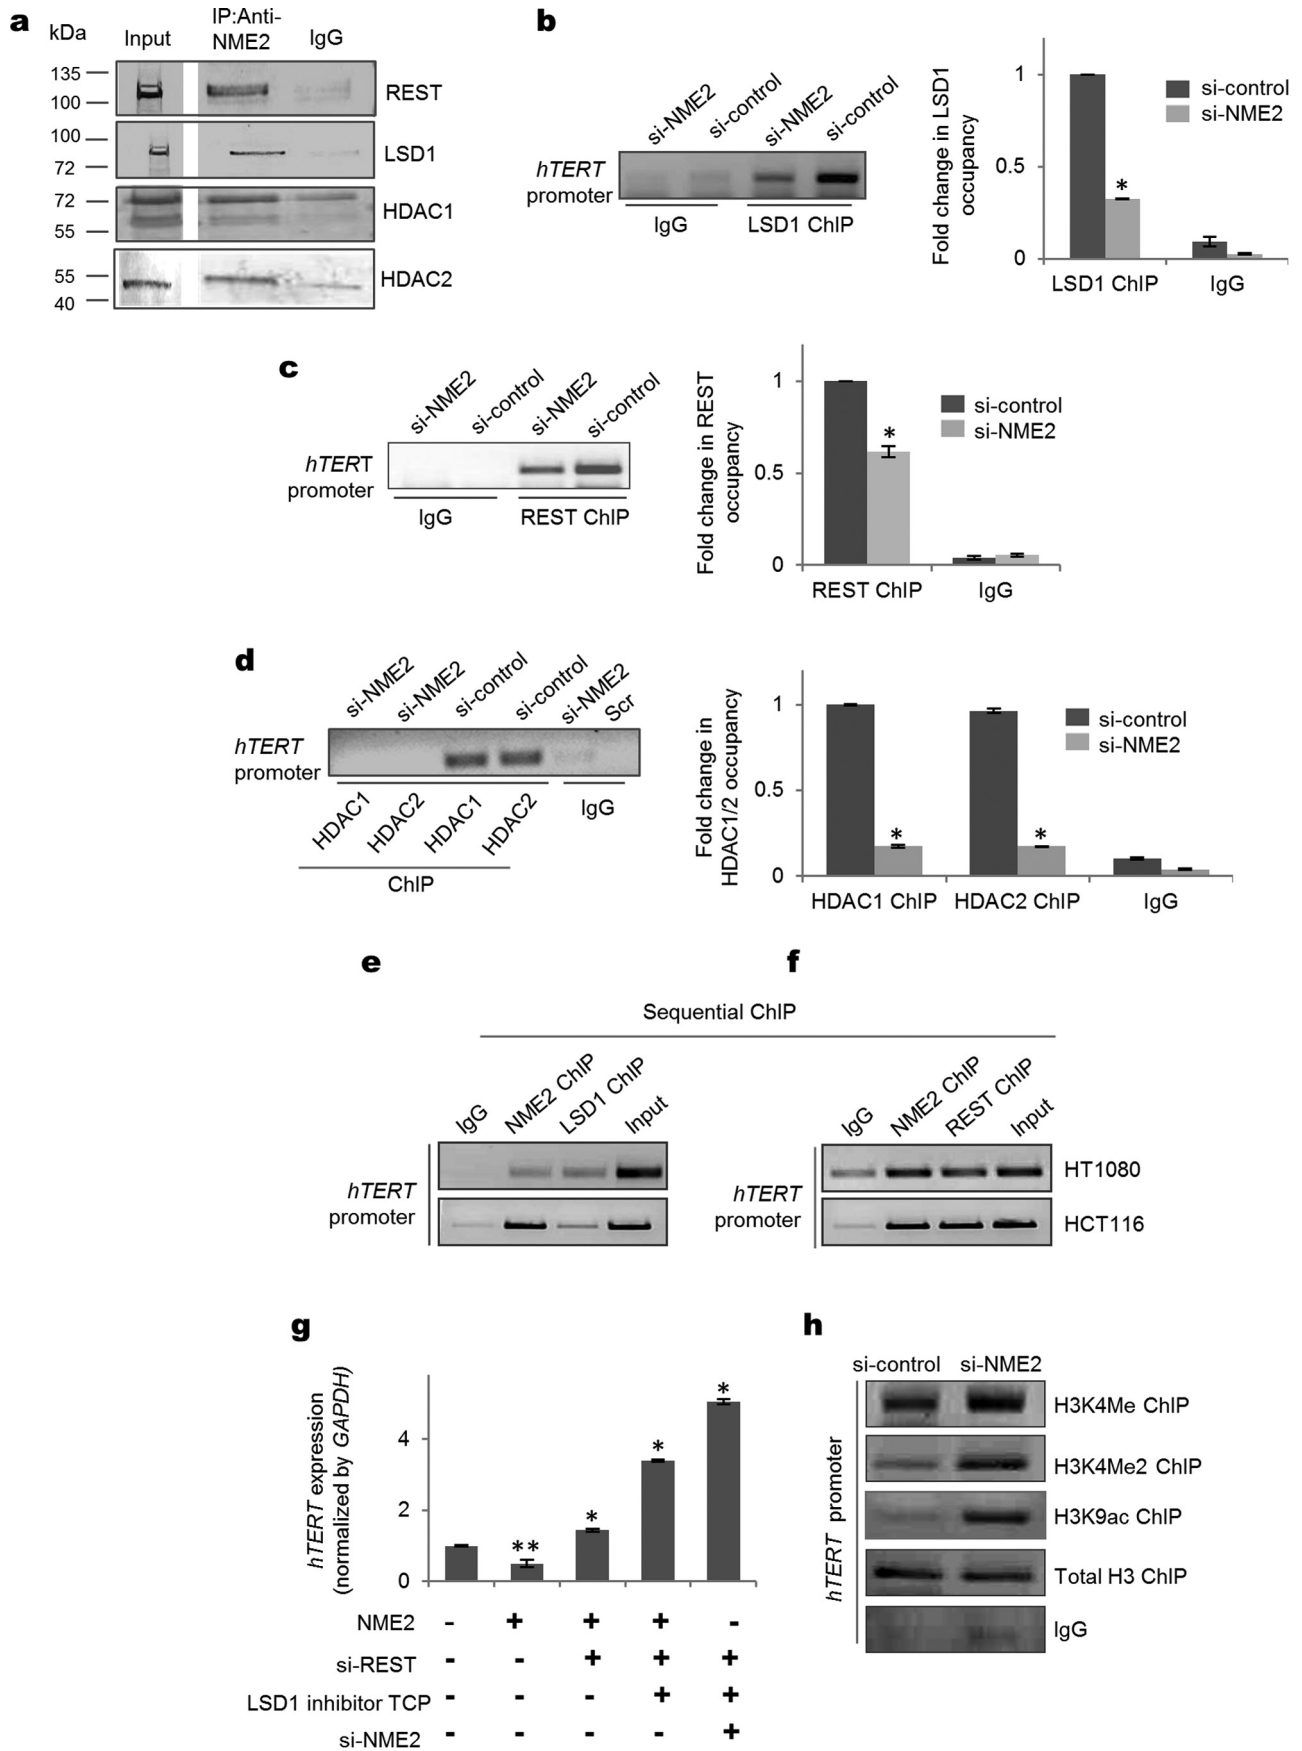 a
kDa
Input
IP:Anti-
NME2
IgG
135
100
REST
100
72
LSD1
72
55
HDAC1
55
40
HDAC2
b
si-NME2
si-control
si-NME2
si-control
hTERT
promoter
IgG
LSD1 ChIP
Fold change in LSD1
occupancy
1
0.5
0
*
si-control
si-NME2
LSD1 ChIP
IgG
c
si-NME2
si-control
si-NME2
si-control
hTERT
promoter
IgG
REST ChIP
Fold change in REST
occupancy
1
0.5
0
*
si-control
si-NME2
REST ChIP
IgG
d
si-NME2
si-NME2
si-control
si-control
si-NME2
Scr
hTERT
promoter
HDAC1
HDAC2
HDAC1
HDAC2
IgG
ChIP
Fold change in
HDAC1/2 occupancy
1
0.5
0
*
*
si-control
si-NME2
HDAC1 ChIP
HDAC2 ChIP
IgG
e
f
Sequential ChIP
IgG
NME2 ChIP
LSD1 ChIP
Input
hTERT
promoter
IgG
NME2 ChIP
REST ChIP
Input
hTERT
promoter
HT1080
HCT116
g
hTERT expression
(normalized by GAPDH)
4
2
0
**
*
*
*
NME2 - + + + -
si-REST - - + + +
LSD1 inhibitor TCP - - - + +
si-NME2 - - - - +
h
si-control
si-NME2
hTERT promoter
H3K4Me ChIP
H3K4Me2 ChIP
H3K9ac ChIP
Total H3 ChIP
IgG